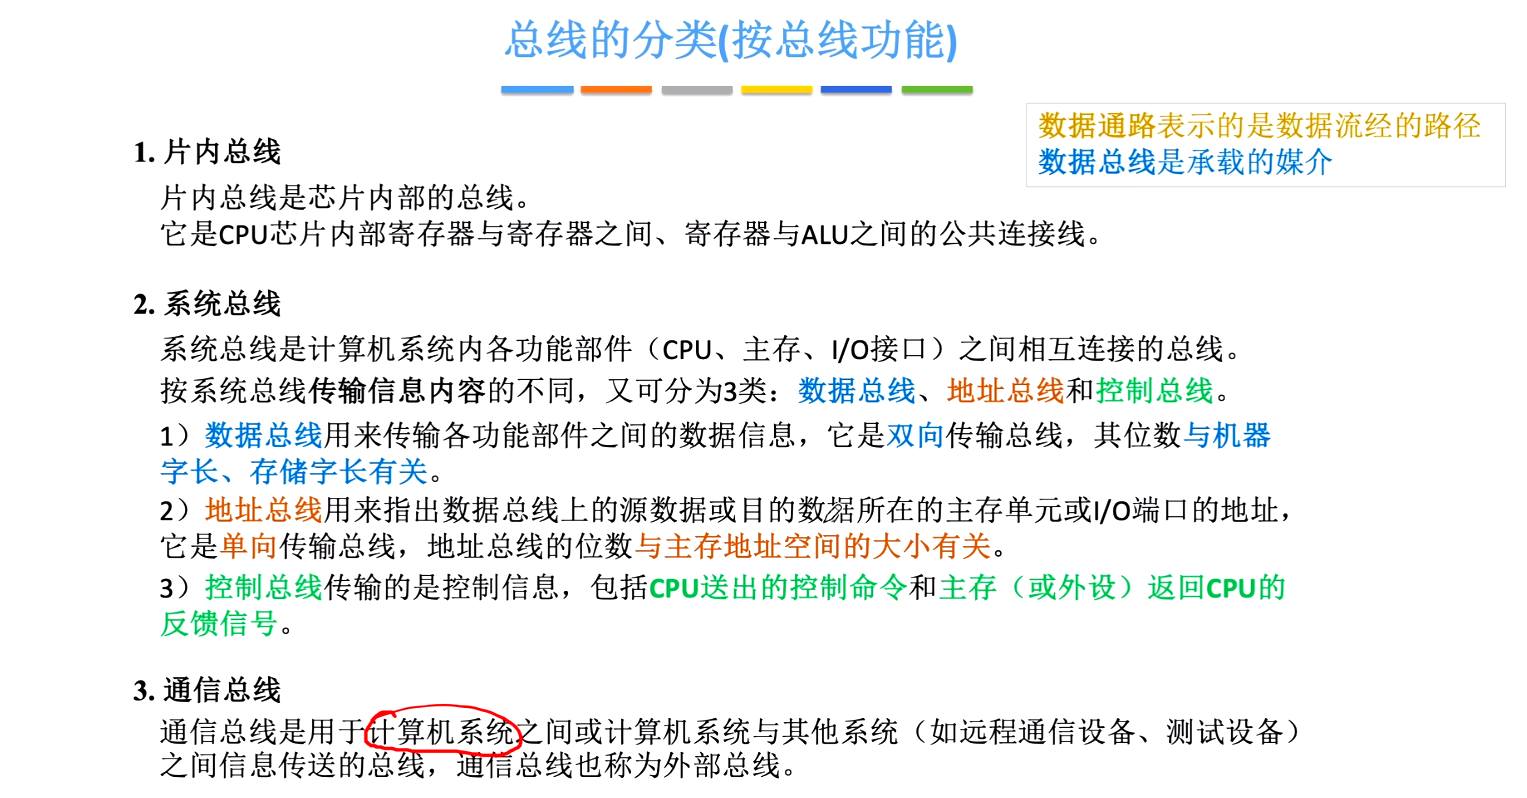 总线的分类(按总线功能)
数据通路表示的是数据流经的路径
数据总线是承载的媒介
1. 片内总线
片内总线是芯片内部的总线。
它是CPU芯片内部寄存器与寄存器之间、寄存器与ALU之间的公共连接线。
2. 系统总线
系统总线是计算机系统内各功能部件（CPU、主存、I/O接口）之间相互连接的总线。
按系统总线传输信息内容的不同，又可分为3类：数据总线、地址总线和控制总线。
1）数据总线用来传输各功能部件之间的数据信息，它是双向传输总线，其位数与机器
字长、存储字长有关。
2）地址总线用来指出数据总线上的源数据或目的数据所在的主存单元或I/O端口的地址，
它是单向传输总线，地址总线的位数与主存地址空间的大小有关。
3）控制总线传输的是控制信息，包括CPU送出的控制命令和主存（或外设）返回CPU的
反馈信号。
3. 通信总线
通信总线是用于计算机系统之间或计算机系统与其他系统（如远程通信设备、测试设备）
之间信息传送的总线，通信总线也称为外部总线。